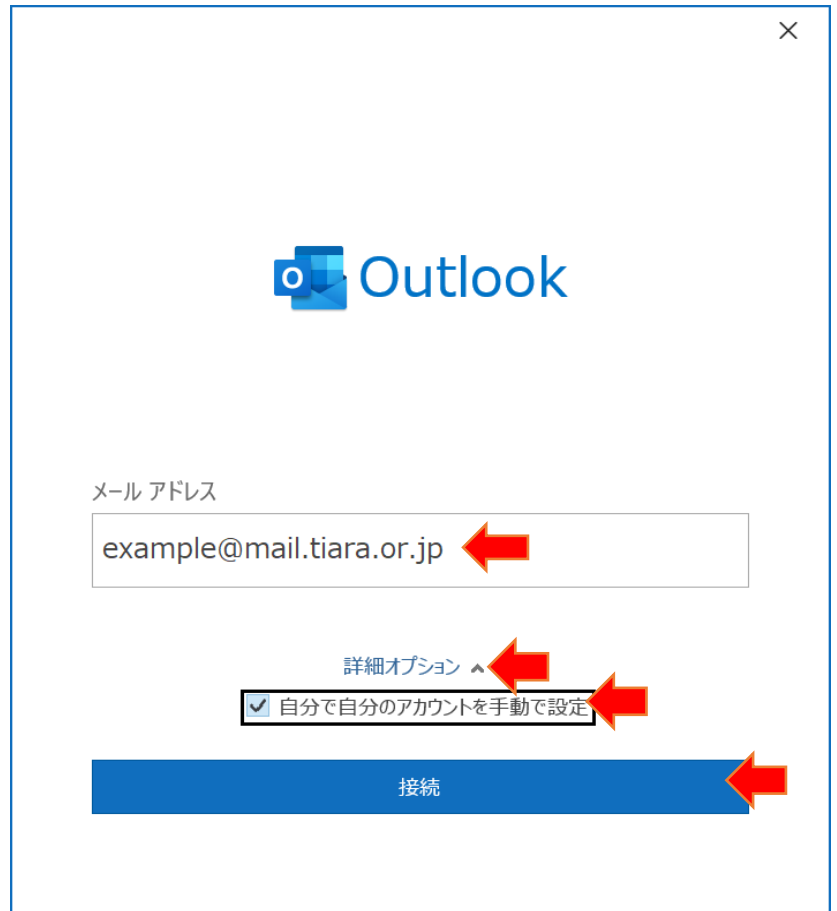 Outlook
メール アドレス
example@mail.tiara.or.jp
詳細オプション
自分で自分のアカウントを手動で設定
接続